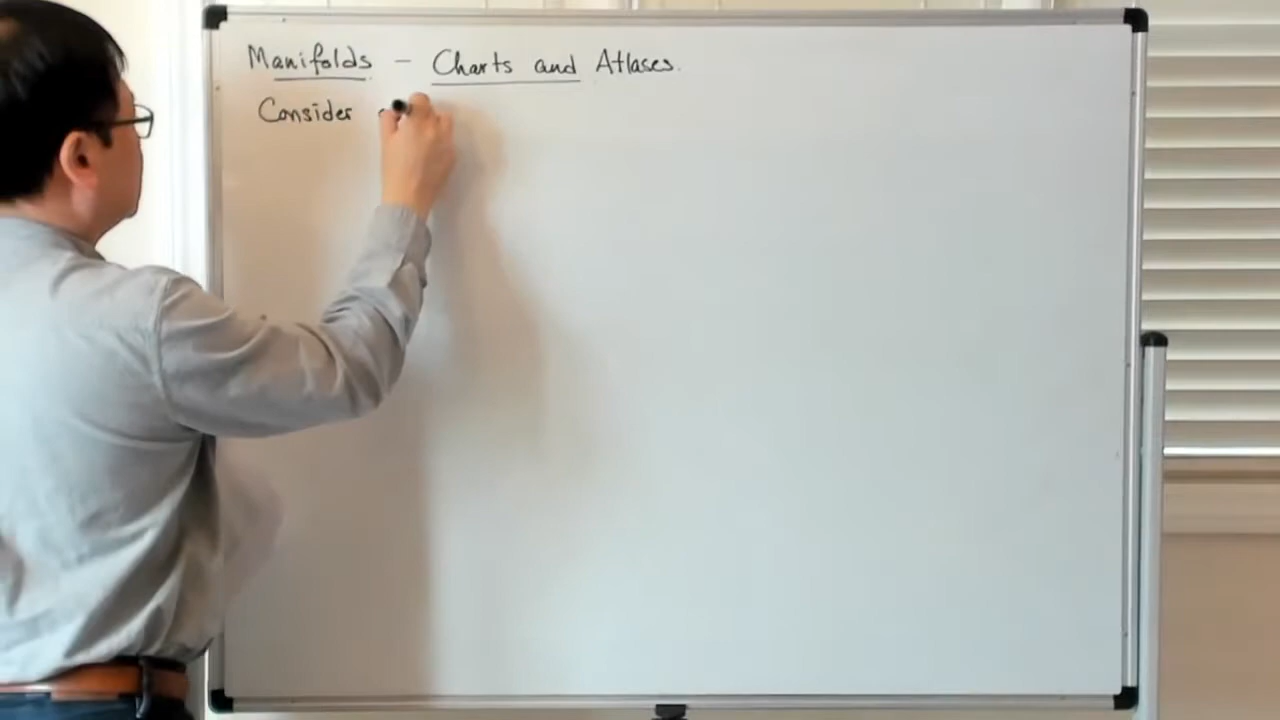 Manifolds - Charts and Atlases.
Consider